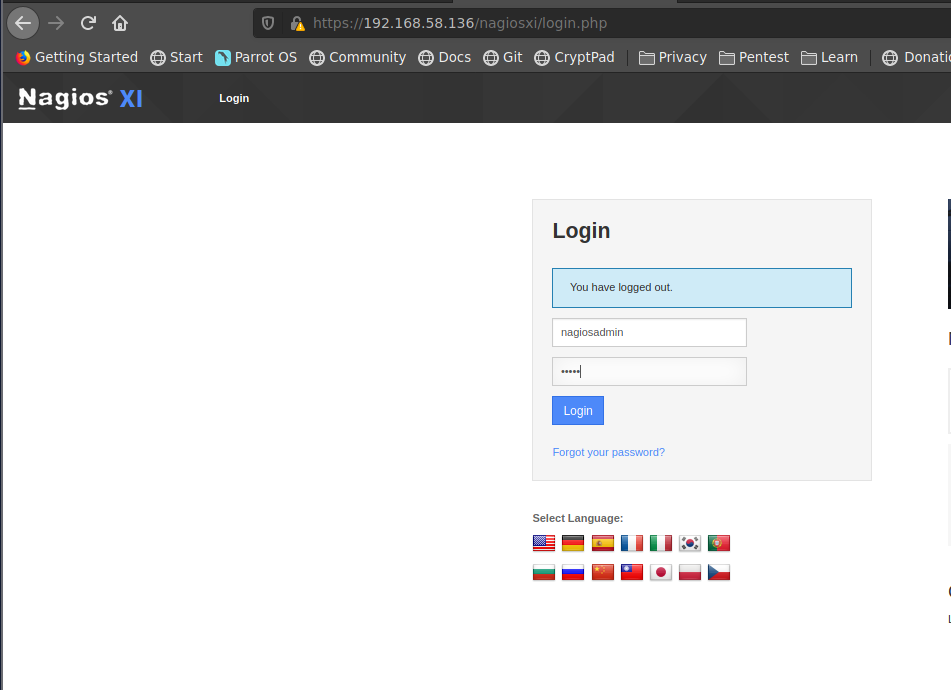 https://192.168.58.136/nagiosxi/login.php
Getting Started Start Parrot OS Community Docs Git CryptPad Privacy Pentest Learn
Nagios® XI Login
Login
You have logged out.
nagiosadmin
•••••
Login
Forgot your password?
Select Language: